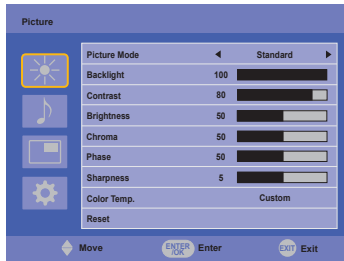 Picture
Picture Mode Standard
Backlight 100
Contrast 80
Brightness 50
Chroma 50
Phase 50
Sharpness 5
Color Temp. Custom
Reset
Move ENTER /OK Enter EXIT Exit